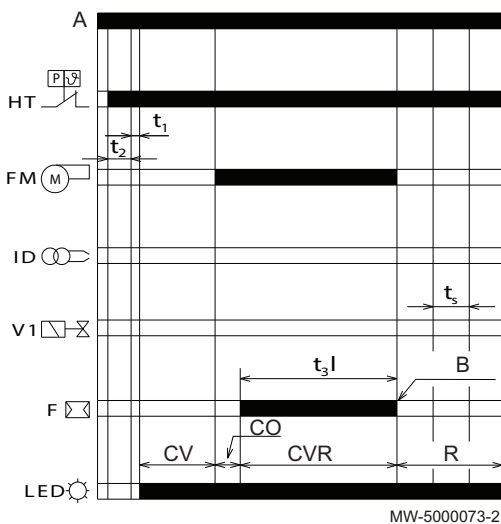 A
P ϑ
HT
t1
t2
FM M
ID
ts
V1
t3l B
F
CO
CV CVR R
LED
MW-5000073-2